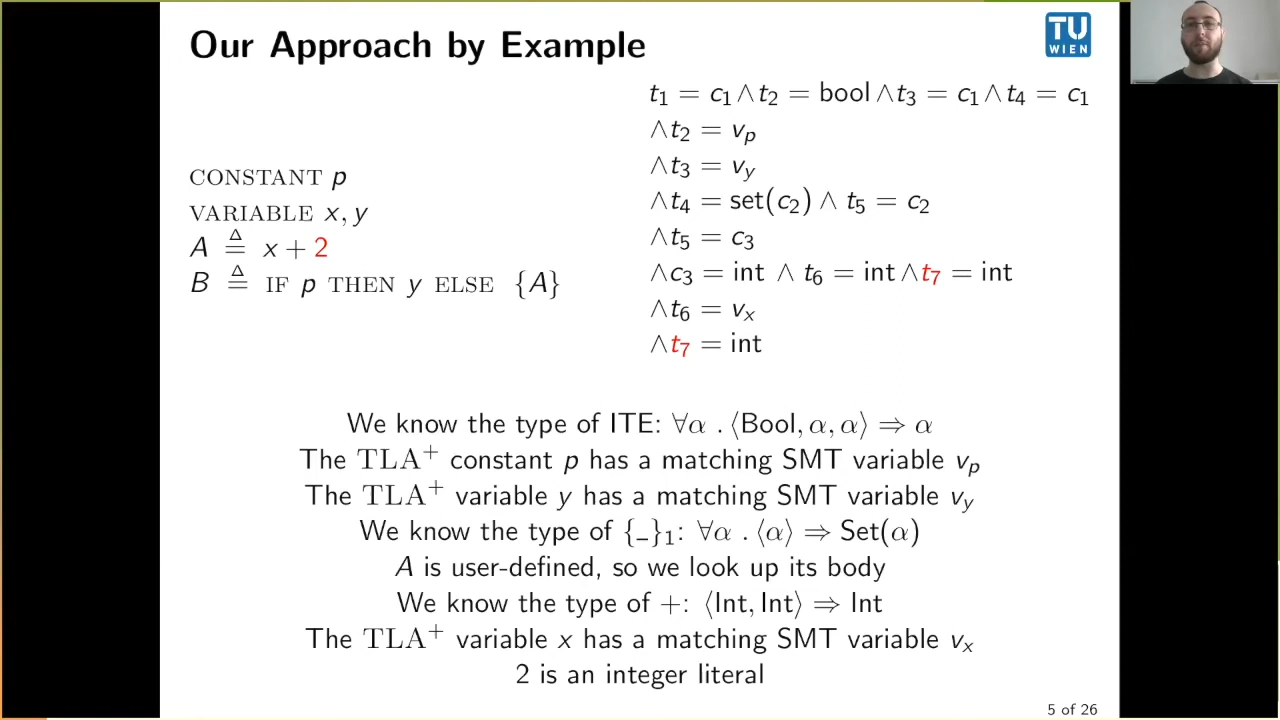 Our Approach by Example
TU
WIEN
t₁ = c₁ ∧ t₂ = bool ∧ t₃ = c₁ ∧ t₄ = c₁
∧ t₂ = vₚ
∧ t₃ = v_y
∧ t₄ = set(c₂) ∧ t₅ = c₂
∧ t₅ = c₃
∧ c₃ = int ∧ t₆ = int ∧ t₇ = int
∧ t₆ = vₓ
∧ t₇ = int
CONSTANT p
VARIABLE x, y
A ≜ x + 2
B ≜ IF p THEN y ELSE {A}
We know the type of ITE: ∀α . ⟨Bool, α, α⟩ ⇒ α
The TLA⁺ constant p has a matching SMT variable vₚ
The TLA⁺ variable y has a matching SMT variable v_y
We know the type of {_}₁: ∀α . ⟨α⟩ ⇒ Set(α)
A is user-defined, so we look up its body
We know the type of +: ⟨Int, Int⟩ ⇒ Int
The TLA⁺ variable x has a matching SMT variable vₓ
2 is an integer literal
5 of 26